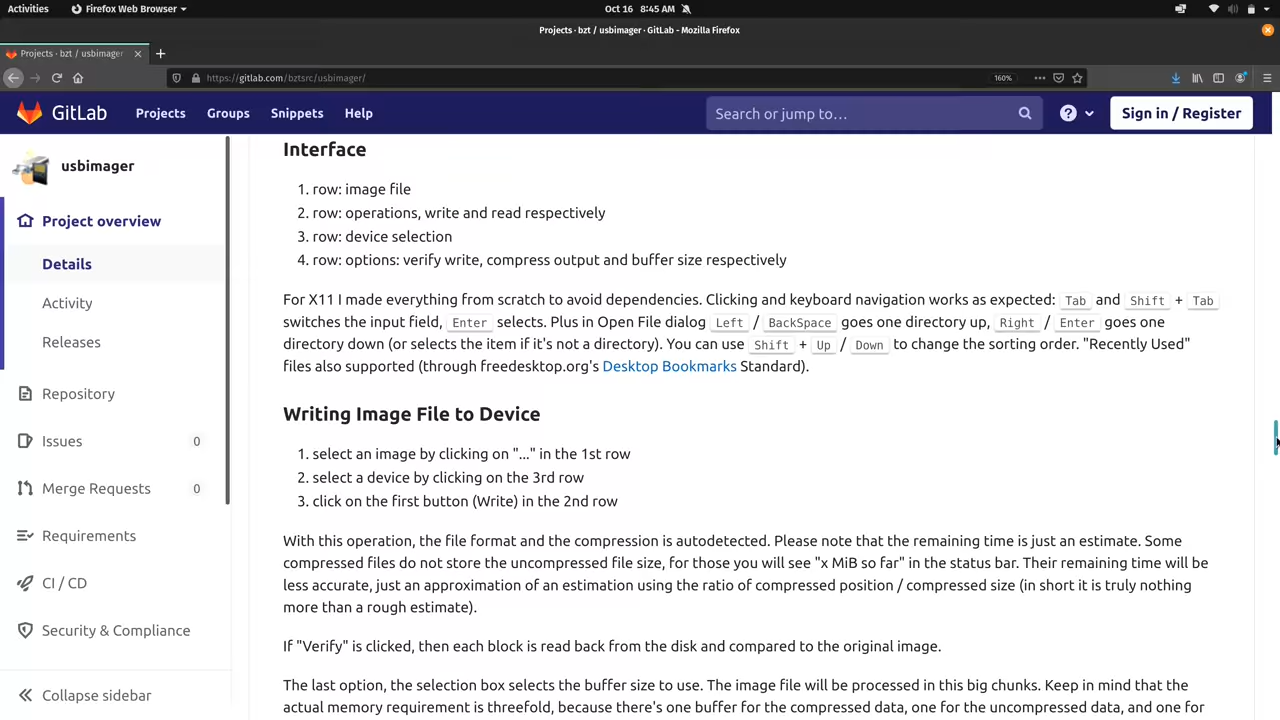 Activities
Firefox Web Browser
Oct 16 8:45 AM
Projects · bzt / usbimager · GitLab - Mozilla Firefox
Projects · bzt / usbimager
https://gitlab.com/bztsrc/usbimager/
160%
GitLab
Projects
Groups
Snippets
Help
Search or jump to…
Sign in / Register
usbimager
Project overview
Details
Activity
Releases
Repository
Issues 0
Merge Requests 0
Requirements
CI / CD
Security & Compliance
Collapse sidebar
Interface
1. row: image file
2. row: operations, write and read respectively
3. row: device selection
4. row: options: verify write, compress output and buffer size respectively
For X11 I made everything from scratch to avoid dependencies. Clicking and keyboard navigation works as expected: Tab and Shift + Tab
switches the input field, Enter selects. Plus in Open File dialog Left / BackSpace goes one directory up, Right / Enter goes one
directory down (or selects the item if it's not a directory). You can use Shift + Up / Down to change the sorting order. "Recently Used"
files also supported (through freedesktop.org's Desktop Bookmarks Standard).
Writing Image File to Device
1. select an image by clicking on "..." in the 1st row
2. select a device by clicking on the 3rd row
3. click on the first button (Write) in the 2nd row
With this operation, the file format and the compression is autodetected. Please note that the remaining time is just an estimate. Some
compressed files do not store the uncompressed file size, for those you will see "x MiB so far" in the status bar. Their remaining time will be
less accurate, just an approximation of an estimation using the ratio of compressed position / compressed size (in short it is truly nothing
more than a rough estimate).
If "Verify" is clicked, then each block is read back from the disk and compared to the original image.
The last option, the selection box selects the buffer size to use. The image file will be processed in this big chunks. Keep in mind that the
actual memory requirement is threefold, because there's one buffer for the compressed data, one for the uncompressed data, and one for